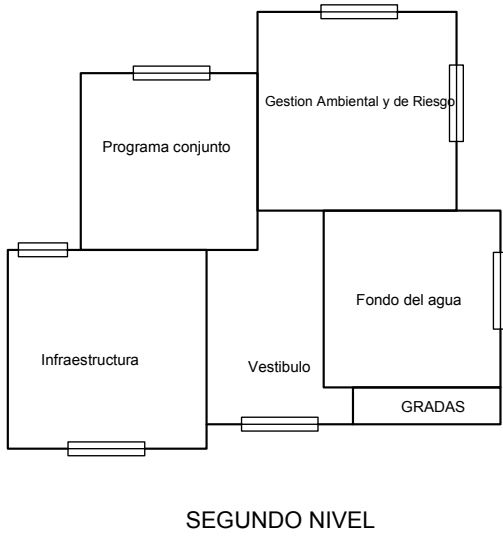 Gestion Ambiental y de Riesgo
Programa conjunto
Fondo del agua
Infraestructura
Vestibulo
GRADAS
SEGUNDO NIVEL